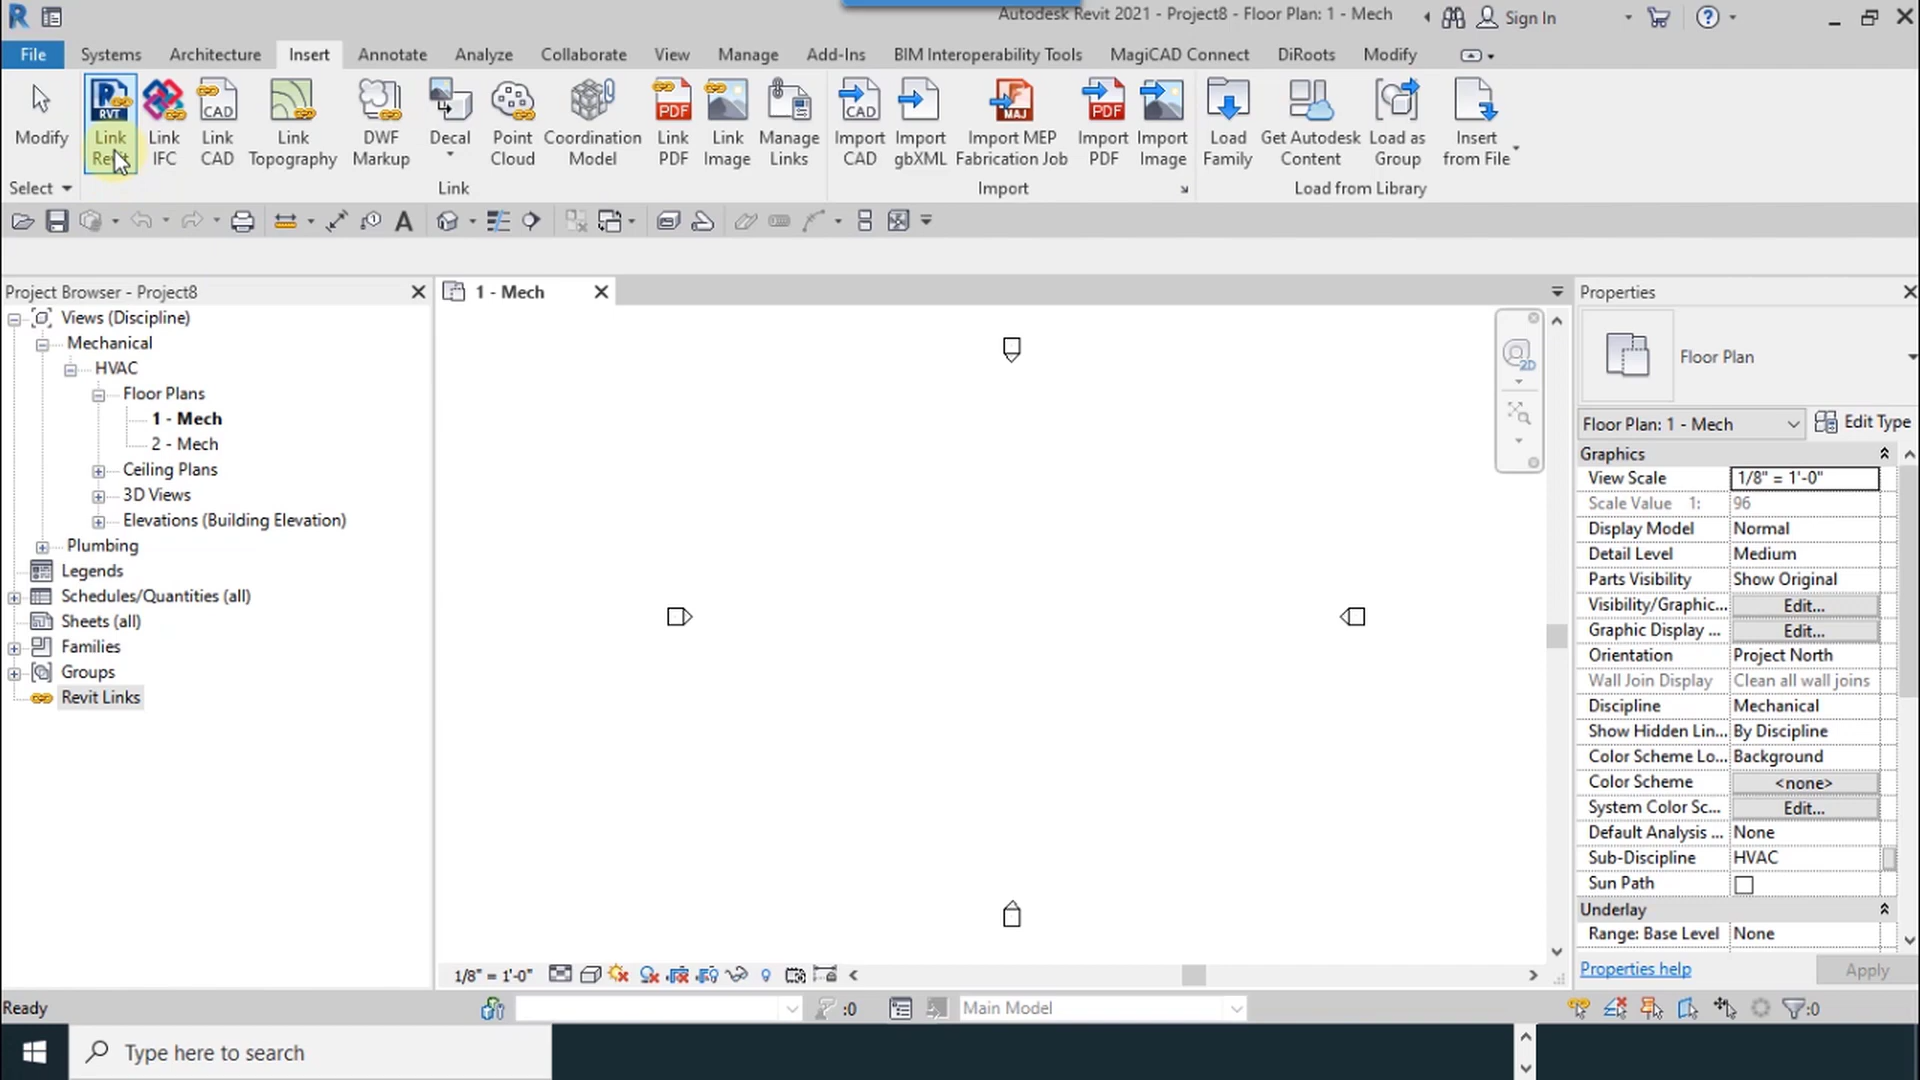 Autodesk Revit 2021 - Project8 - Floor Plan: 1 - Mech
Sign In
File
Systems
Architecture
Insert
Annotate
Analyze
Collaborate
View
Manage
Add-Ins
BIM Interoperability Tools
MagiCAD Connect
DiRoots
Modify
Modify
Link
Revit
Link
IFC
Link
CAD
Link
Topography
DWF
Markup
Decal
Point
Cloud
Coordination
Model
Link
PDF
Link
Image
Manage
Links
Import
CAD
Import
gbXML
Import MEP
Fabrication Job
Import
PDF
Import
Image
Load
Family
Get Autodesk
Content
Load as
Group
Insert
from File
RVT
CAD
PDF
CAD
MAJ
PDF
Select
Link
Import
Load from Library
Project Browser - Project8
1 - Mech
Properties
Views (Discipline)
Mechanical
HVAC
Floor Plans
1 - Mech
2 - Mech
Ceiling Plans
3D Views
Elevations (Building Elevation)
Plumbing
Legends
Schedules/Quantities (all)
Sheets (all)
Families
Groups
Revit Links
2D
Floor Plan
Floor Plan: 1 - Mech
Edit Type
Graphics
View Scale 1/8" = 1'-0"
Scale Value 1: 96
Display Model Normal
Detail Level Medium
Parts Visibility Show Original
Visibility/Graphic... Edit...
Graphic Display ... Edit...
Orientation Project North
Wall Join Display Clean all wall joins
Discipline Mechanical
Show Hidden Lin... By Discipline
Color Scheme Lo... Background
Color Scheme <none>
System Color Sc... Edit...
Default Analysis ... None
Sub-Discipline HVAC
Sun Path
Underlay
Range: Base Level None
Properties help
Apply
1/8" = 1'-0"
Ready
:0
Main Model
:0
Type here to search